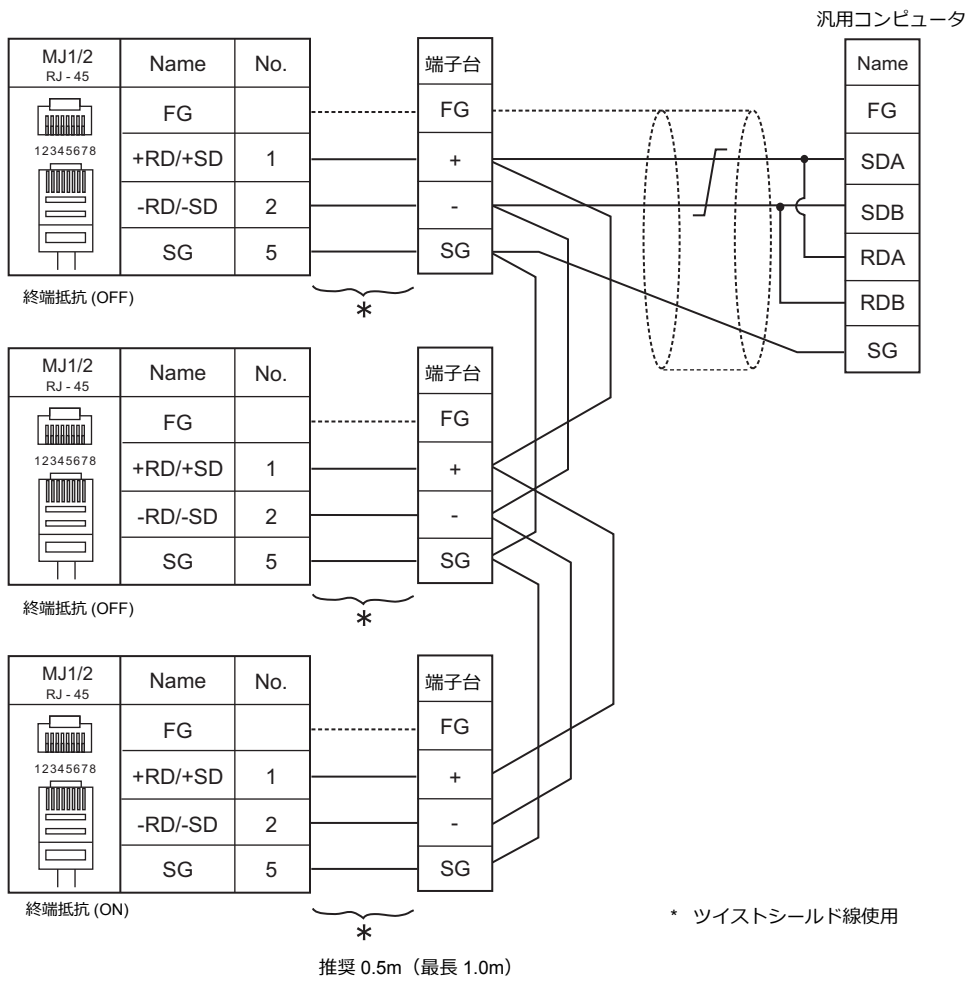 汎用コンピュータ
MJ1/2 Name No. 端子台 Name
RJ - 45
FG FG FG
12345678
+RD/+SD 1 + SDA
-RD/-SD 2 - SDB
SG 5 SG RDA
RDB
SG
終端抵抗 (OFF)
*
MJ1/2 Name No. 端子台
RJ - 45
FG FG
12345678
+RD/+SD 1 +
-RD/-SD 2 -
SG 5 SG
終端抵抗 (OFF)
*
MJ1/2 Name No. 端子台
RJ - 45
FG FG
12345678
+RD/+SD 1 +
-RD/-SD 2 -
SG 5 SG
終端抵抗 (ON)
*
* ツイストシールド線使用
推奨 0.5m（最長 1.0m）